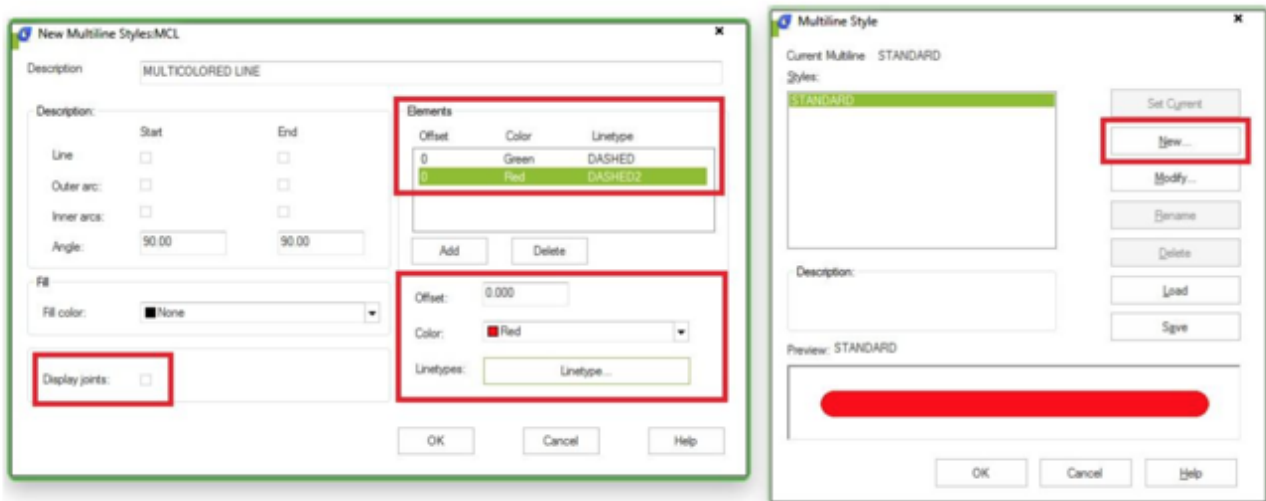 New Multiline Styles:MCL
Description
MULTICOLORED LINE
Description:
Start End
Line
Outer arc:
Inner arcs:
Angle: 90.00 90.00
Fill
Fill color: None
Display joints:
Elements
Offset Color Linetype
0 Green DASHED
0 Red DASHED2
Add Delete
Offset: 0.000
Color: Red
Linetypes: Linetype...
OK Cancel Help
Multiline Style
Current Multiline STANDARD
Styles:
STANDARD
Set Current
New...
Modify...
Rename
Delete
Load
Save
Description:
Preview: STANDARD
OK Cancel Help